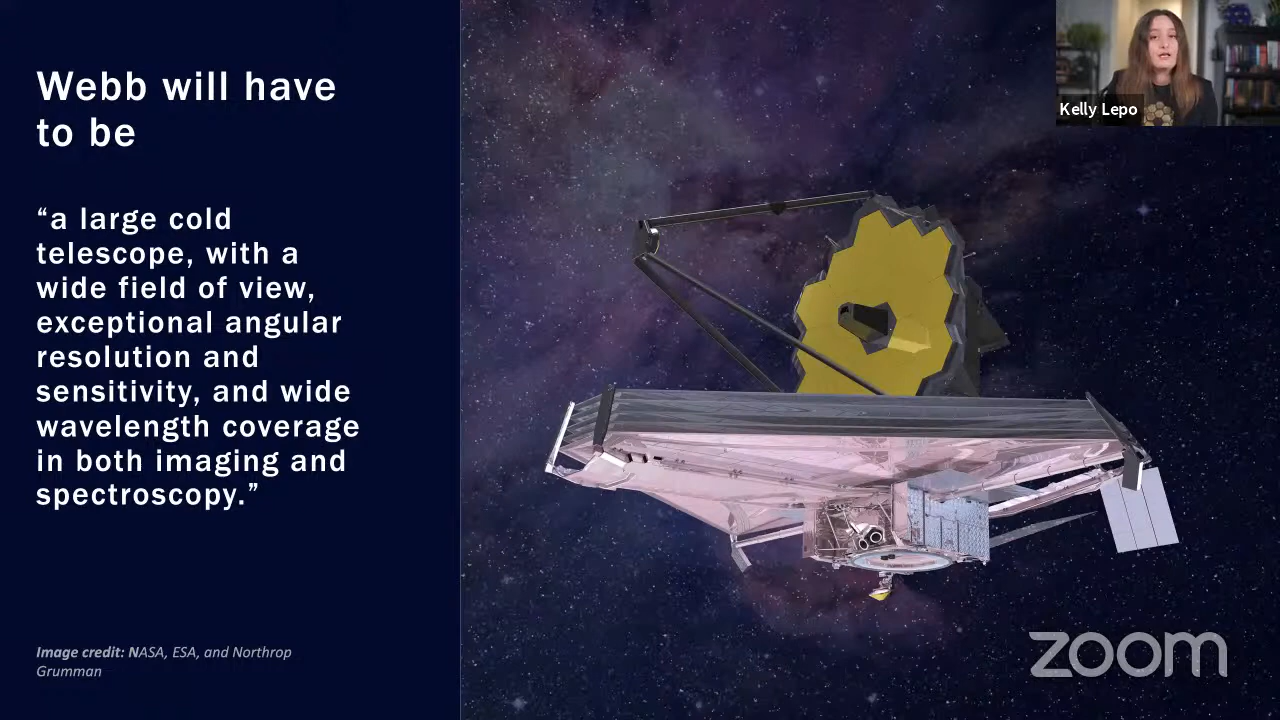 Webb will have
to be
“a large cold
telescope, with a
wide field of view,
exceptional angular
resolution and
sensitivity, and wide
wavelength coverage
in both imaging and
spectroscopy.”
Image credit: NASA, ESA, and Northrop
Grumman
Kelly Lepo
zoom